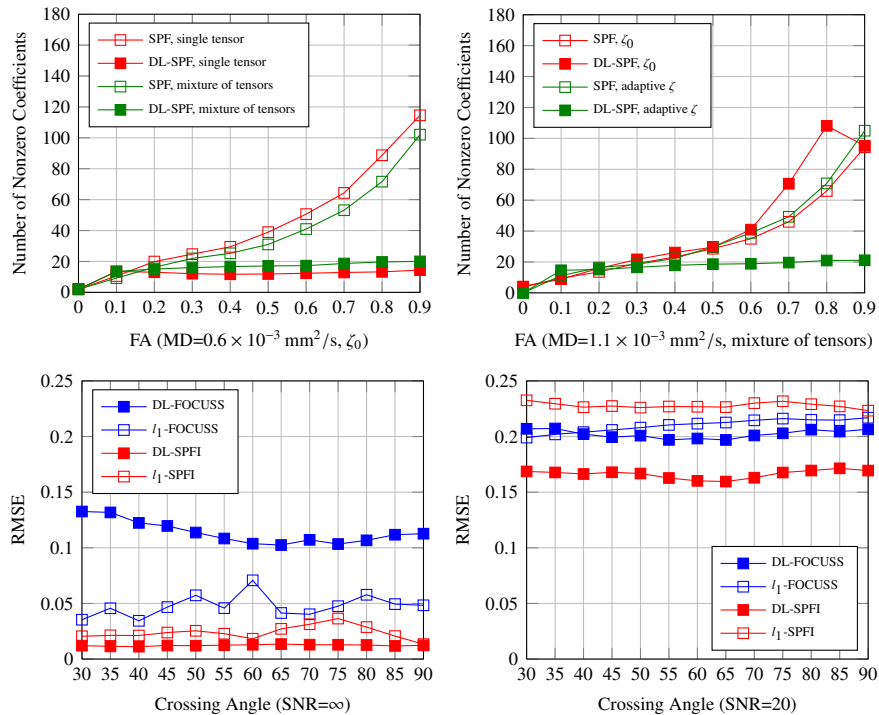 Number of Nonzero Coefficients
180
160
140
120
100
80
60
40
20
0
SPF, single tensor
DL-SPF, single tensor
SPF, mixture of tensors
DL-SPF, mixture of tensors
0 0.1 0.2 0.3 0.4 0.5 0.6 0.7 0.8 0.9
FA (MD=0.6 × 10⁻³ mm²/s, ζ₀)
Number of Nonzero Coefficients
180
160
140
120
100
80
60
40
20
0
SPF, ζ₀
DL-SPF, ζ₀
SPF, adaptive ζ
DL-SPF, adaptive ζ
0 0.1 0.2 0.3 0.4 0.5 0.6 0.7 0.8 0.9
FA (MD=1.1 × 10⁻³ mm²/s, mixture of tensors)
RMSE
0.25
0.2
0.15
0.1
0.05
0
DL-FOCUSS
l₁-FOCUSS
DL-SPFI
l₁-SPFI
30 35 40 45 50 55 60 65 70 75 80 85 90
Crossing Angle (SNR=∞)
RMSE
0.25
0.2
0.15
0.1
0.05
0
DL-FOCUSS
l₁-FOCUSS
DL-SPFI
l₁-SPFI
30 35 40 45 50 55 60 65 70 75 80 85 90
Crossing Angle (SNR=20)